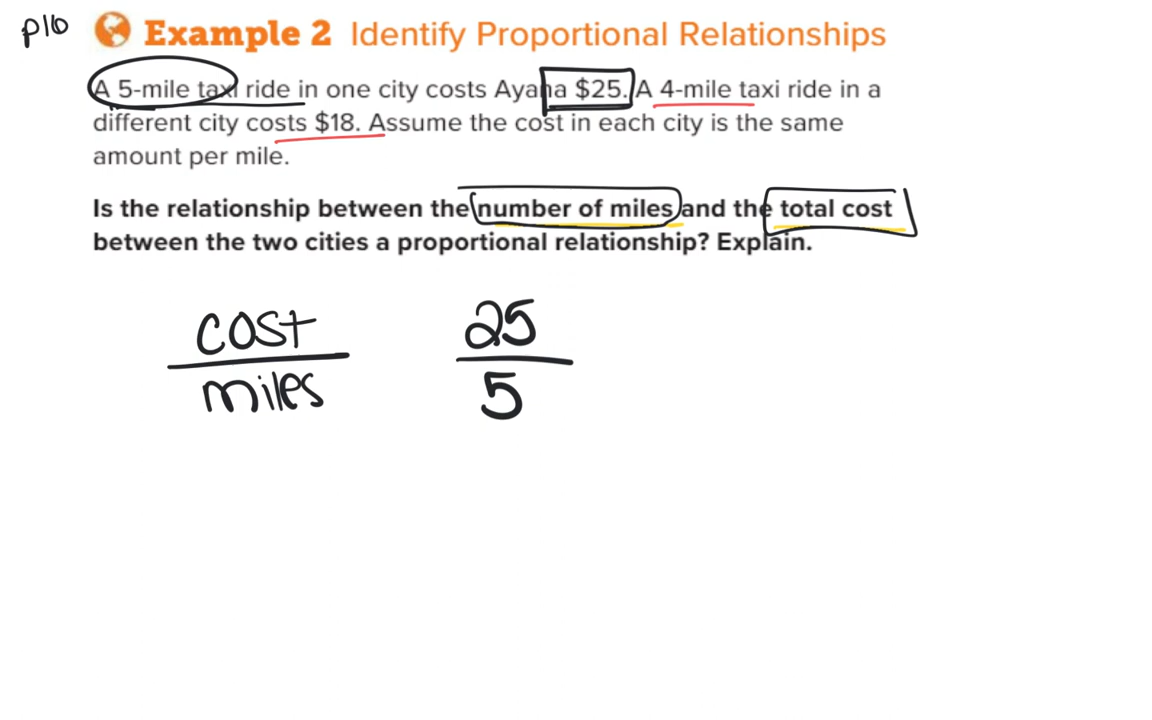 p16 Example 2 Identify Proportional Relationships
A 5-mile taxi ride in one city costs Ayana $25. A 4-mile taxi ride in a
different city costs $18. Assume the cost in each city is the same
amount per mile.
Is the relationship between the number of miles and the total cost
between the two cities a proportional relationship? Explain.
cost 25
miles 5